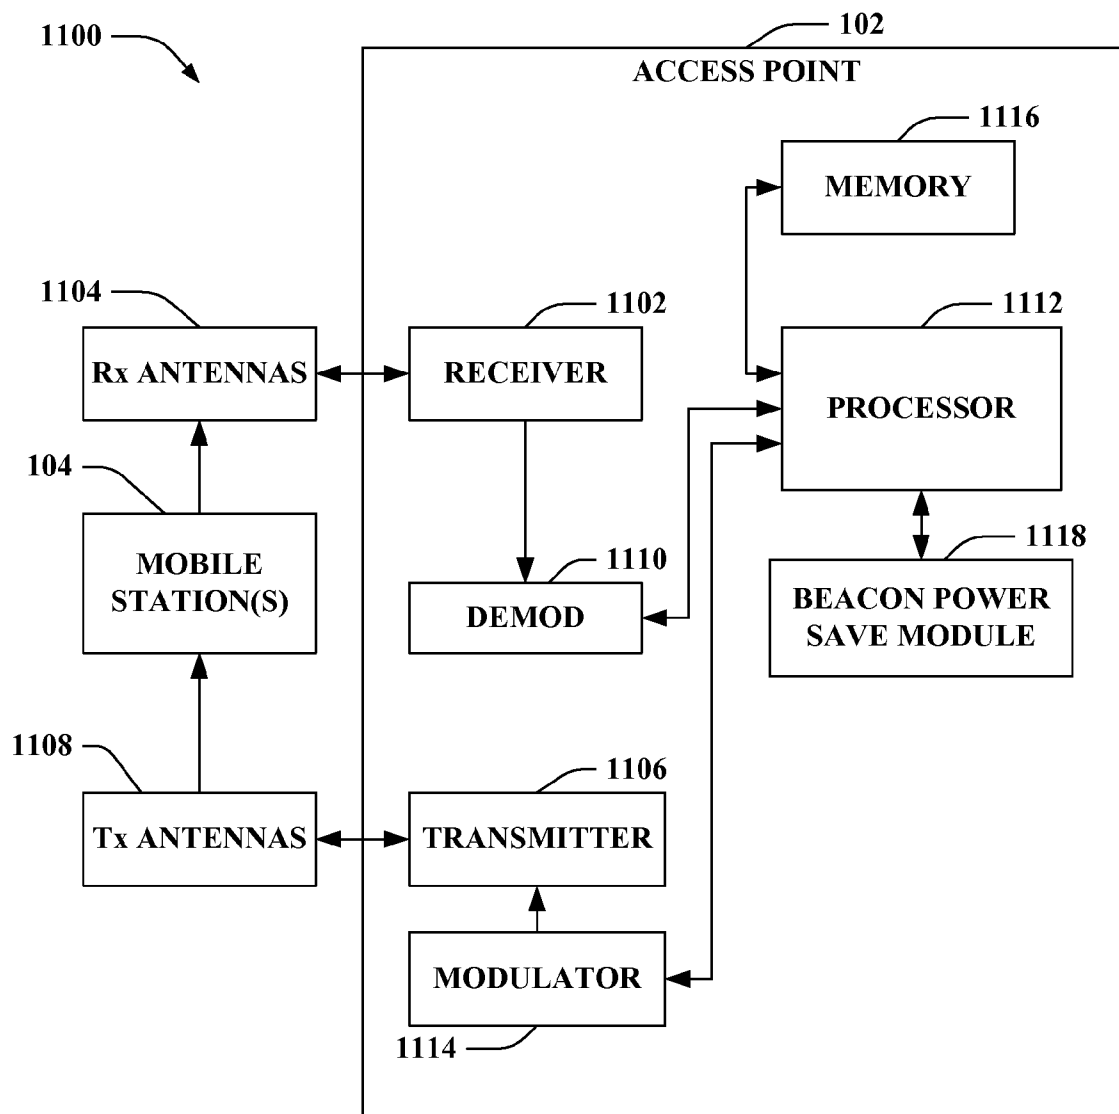 1100
102
ACCESS POINT
1116
MEMORY
1104
1102
1112
Rx ANTENNAS
RECEIVER
PROCESSOR
104
MOBILE
STATION(S)
1110
DEMOD
1118
BEACON POWER
SAVE MODULE
1108
1106
Tx ANTENNAS
TRANSMITTER
MODULATOR
1114